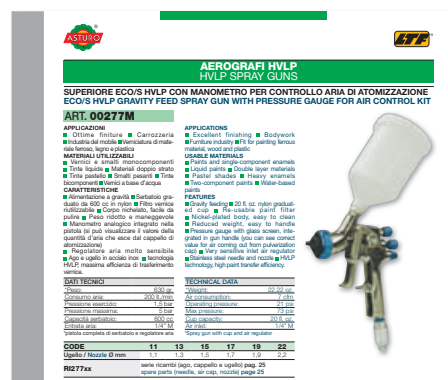 ASTURO
LTF
AEROGRAFI HVLP
HVLP SPRAY GUNS
SUPERIORE ECO/S HVLP CON MANOMETRO PER CONTROLLO ARIA DI ATOMIZZAZIONE
ECO/S HVLP GRAVITY FEED SPRAY GUN WITH PRESSURE GAUGE FOR AIR CONTROL KIT
ART. 00277M
APPLICAZIONI
■ Ottime finiture ■ Carrozzeria
■ Industria del mobile ■ Verniciatura di mate-
riale ferroso, legno e plastica
MATERIALI UTILIZZABILI
■ Vernici e smalti monocomponenti
■ Tinte liquide ■ Materiali doppio strato
■ Tinte pastello ■ Smalti pesanti ■ Tinte
bicomponenti ■ Vernici a base d'acqua
CARATTERISTICHE
■ Alimentazione a gravità ■ Serbatoio gra-
duato da 600 cc in nylon ■ Filtro vernice
riutilizzabile ■ Corpo nichelato, facile da
pulire ■ Peso ridotto e maneggevole
■ Manometro analogico integrato nella
pistola (si può visualizzare il valore della
quantità d'aria che esce dal cappello di
atomizzazione)
■ Regolatore aria molto sensibile
■ Ago e ugello in acciaio inox ■ tecnologia
HVLP, massima efficienza di trasferimento
vernice.
APPLICATIONS
■ Excellent finishing ■ Bodywork
■ Furniture industry ■ Fit for painting ferrous
material, wood and plastic
USABLE MATERIALS
■ Paints and single-component enamels
■ Liquid paints ■ Double layer materials
■ Pastel shades ■ Heavy enamels
■ Two-component paints ■ Water-based
paints
FEATURES
■ Gravity feeding ■ 20 fl. oz. nylon graduat-
ed cup ■ Re-usable paint filter
■ Nickel-plated body, easy to clean
■ Reduced weight, easy to handle
■ Pressure gauge with glass screen, inte-
grated in gun handle (you can see correct
value for air coming out from pulverization
cap) ■ Very sensitive inlet air regulator
■ Stainless steel needle and nozzle ■ HVLP
technology, high paint transfer efficiency.
DATI TECNICI
*Peso: 630 gr.
Consumo aria: 200 lt./min
Pressione esercizio: 1,5 bar
Pressione massima: 5 bar
Capacità serbatoio: 600 cc
Entrata aria: 1/4" M
*pistola completa di serbatoio e regolatore aria
TECHNICAL DATA
*Weight: 22,22 oz.
Air consumption: 7 cfm
Operating pressure: 21 psi
Max pressure: 73 psi
Cup capacity: 20 fl. oz.
Air inlet: 1/4" M
*Spray gun with cup and air regulator
CODE 11 13 15 17 19 22
Ugello / Nozzle Ø mm 1,1 1,3 1,5 1,7 1,9 2,2
RI277xx serie ricambi (ago, cappello e ugello) pag. 25
spare parts (needle, air cap, nozzle) page 25